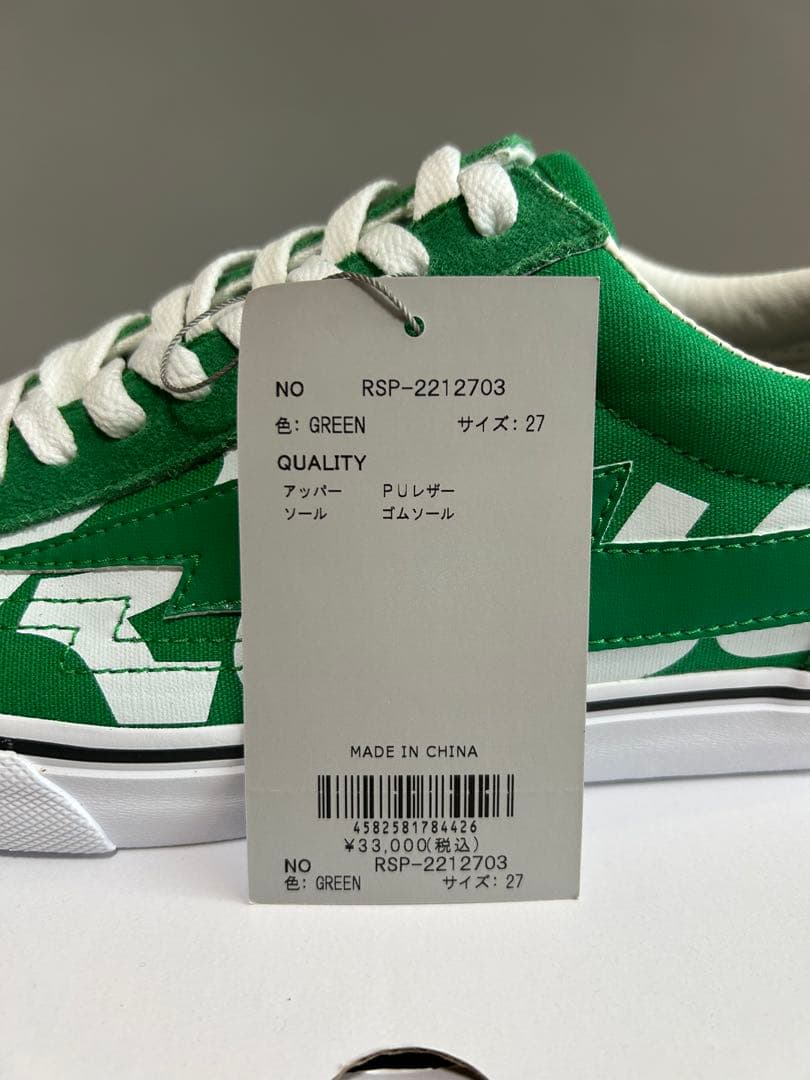 NO RSP-2212703
色: GREEN サイズ: 27
QUALITY
アッパー PUレザー
ソール ゴムソール
MADE IN CHINA
4582581784426
¥33,000(税込)
NO RSP-2212703
色: GREEN サイズ: 27